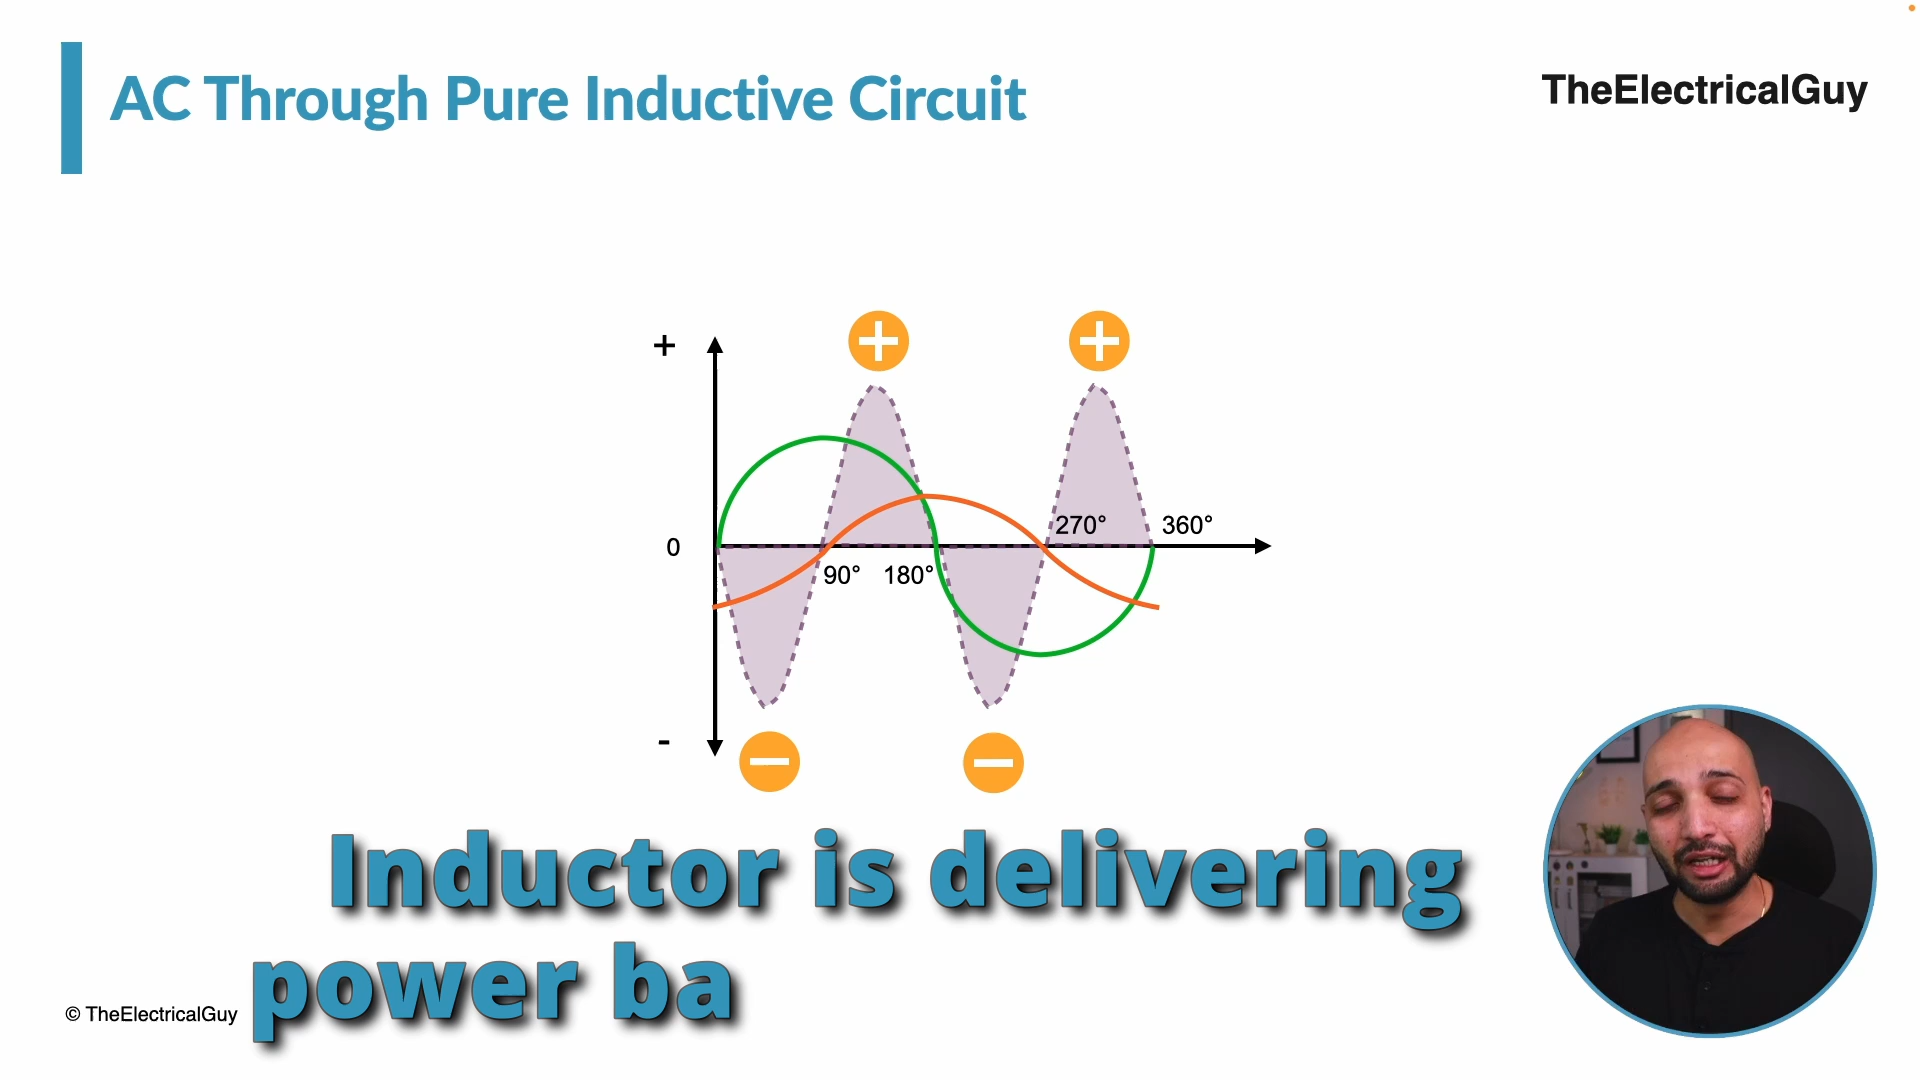 AC Through Pure Inductive Circuit
TheElectricalGuy
+
0
90°
180°
270°
360°
-
Inductor is delivering
power ba
© TheElectricalGuy